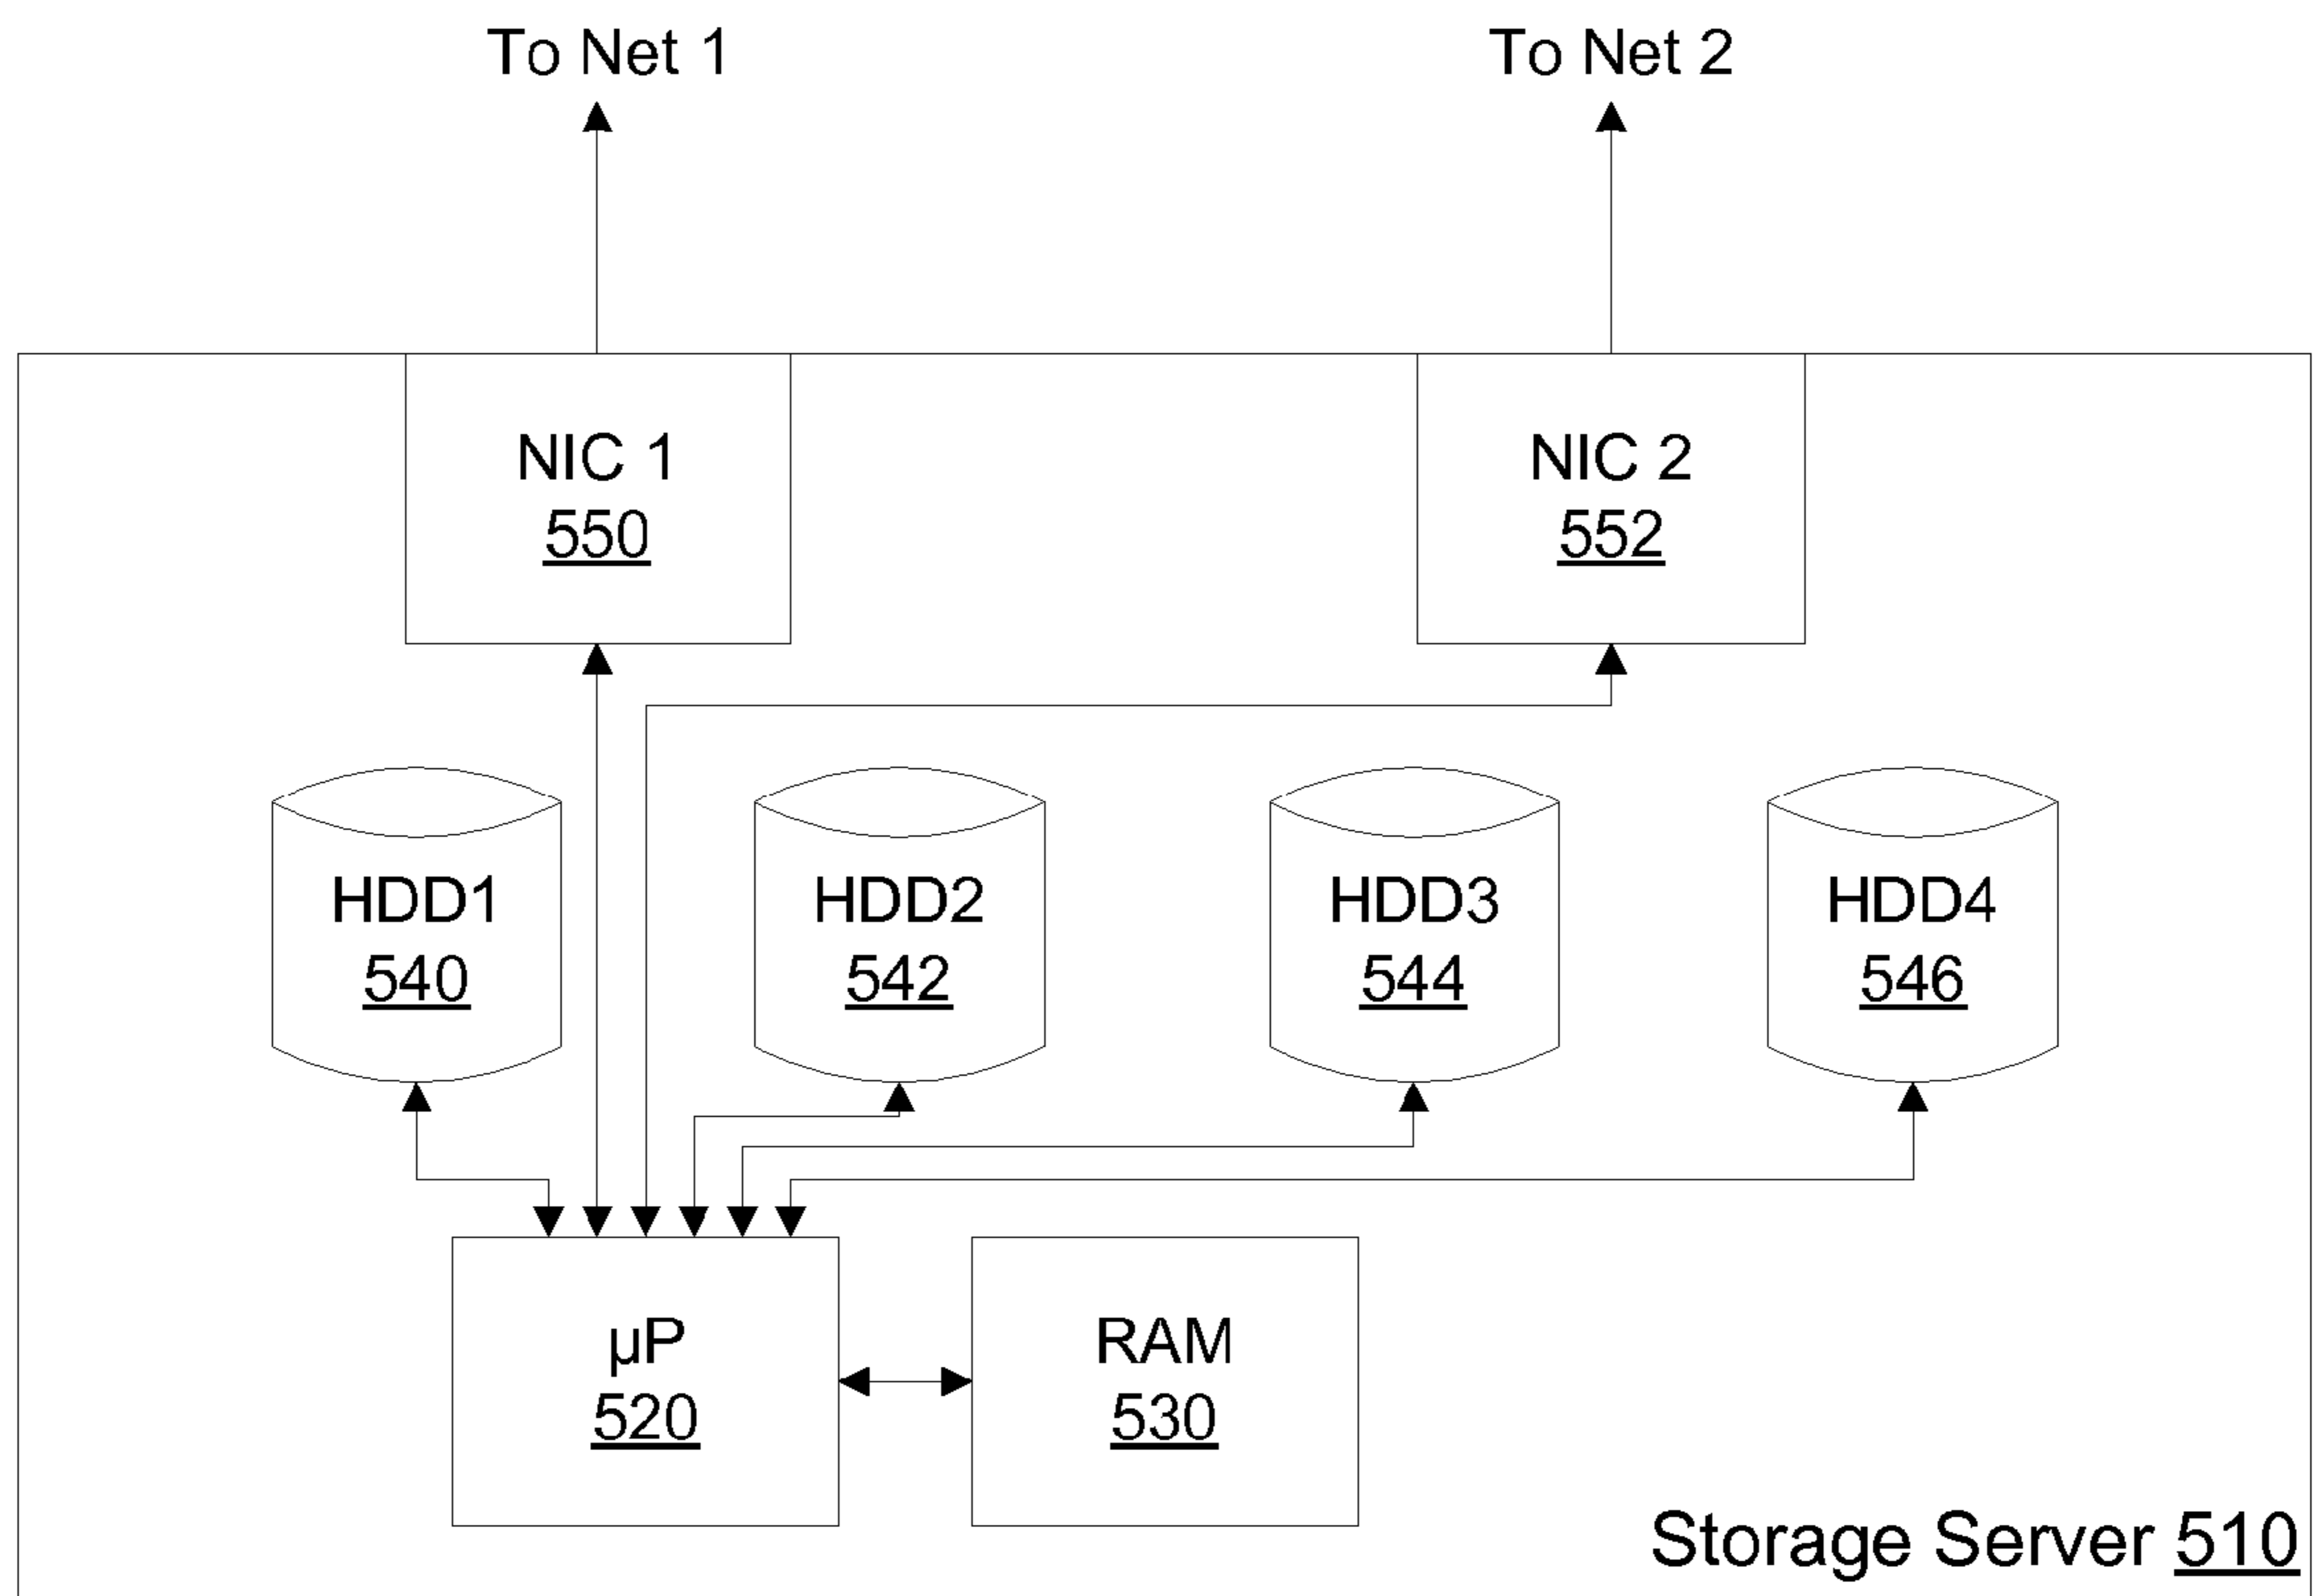 To Net 1
To Net 2
NIC 1
550
NIC 2
552
HDD1
540
HDD2
542
HDD3
544
HDD4
546
µP
520
RAM
530
Storage Server 510